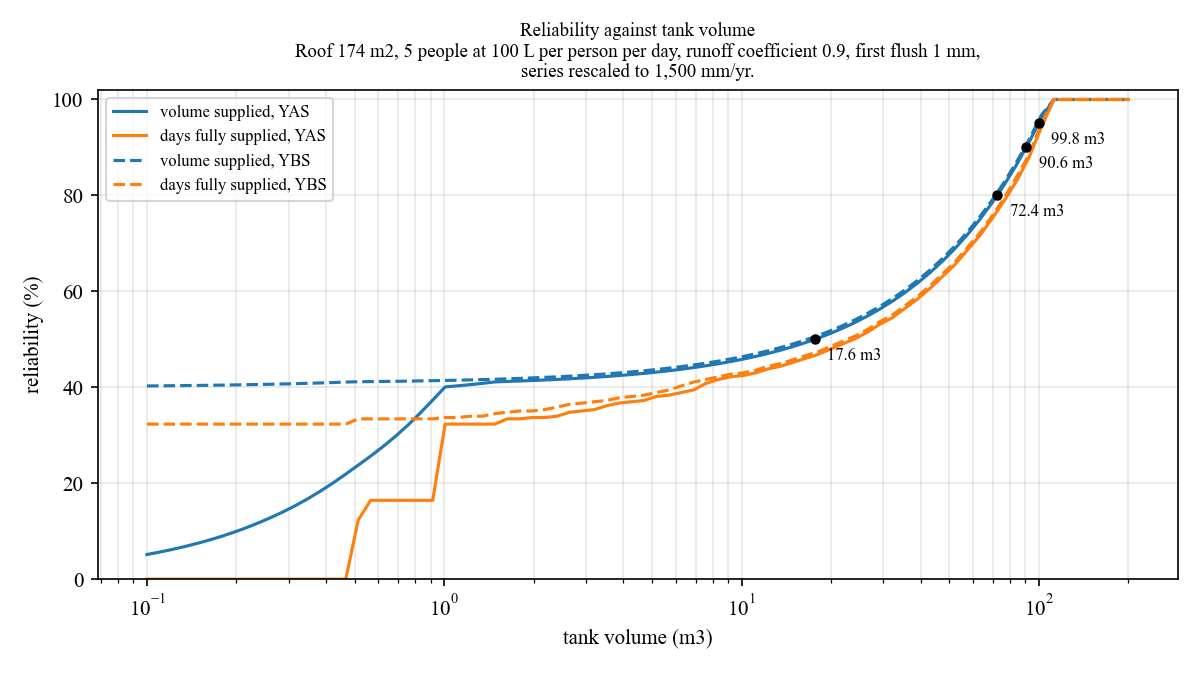 Reliability against tank volume
Roof 174 m2, 5 people at 100 L per person per day, runoff coefficient 0.9, first flush 1 mm,
series rescaled to 1,500 mm/yr.
volume supplied, YAS
days fully supplied, YAS
volume supplied, YBS
days fully supplied, YBS
99.8 m3
90.6 m3
72.4 m3
17.6 m3
reliability (%)
100
80
60
40
20
0
10⁻¹
10⁰
10¹
10²
tank volume (m3)